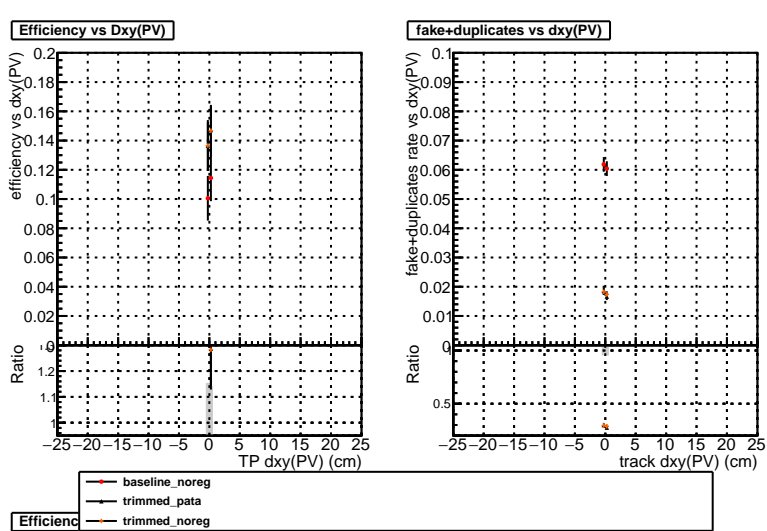 Efficiency vs Dxy(PV)
fake+duplicates vs dxy(PV)
efficiency vs dxy(PV)
0.2
0.18
0.16
0.14
0.12
0.1
0.08
0.06
0.04
0.02
fake+duplicates rate vs dxy(PV)
0.1
0.09
0.08
0.07
0.06
0.05
0.04
0.03
0.02
0.01
0
Ratio
1.2
1.1
1
−25 −20 −15 −10 −5 0 5 10 15 20 25
TP dxy(PV) (cm)
Ratio
0.5
−25 −20 −15 −10 −5 0 5 10 15 20 25
track dxy(PV) (cm)
baseline_noreg
trimmed_pata
trimmed_noreg
Efficienc